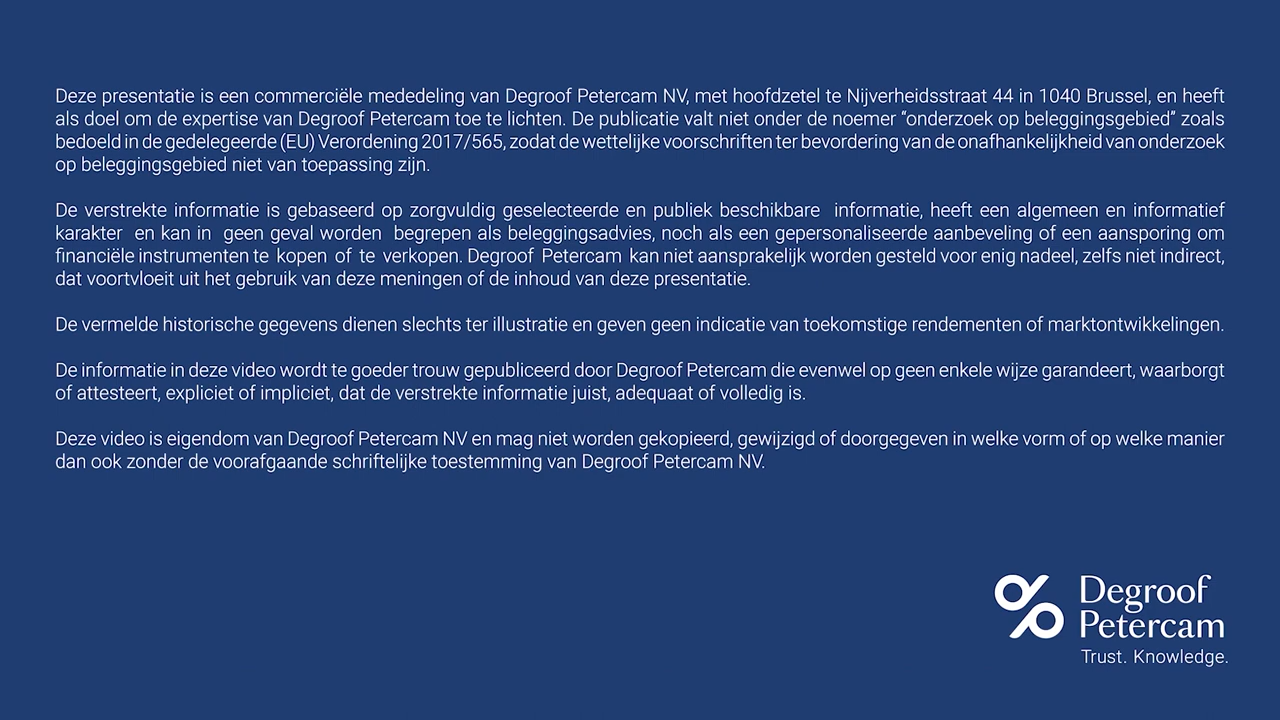 Deze presentatie is een commerciële mededeling van Degroof Petercam NV, met hoofdzetel te Nijverheidsstraat 44 in 1040 Brussel, en heeft
als doel om de expertise van Degroof Petercam toe te lichten. De publicatie valt niet onder de noemer “onderzoek op beleggingsgebied” zoals
bedoeld in de gedelegeerde (EU) Verordening 2017/565, zodat de wettelijke voorschriften ter bevordering van de onafhankelijkheid van onderzoek
op beleggingsgebied niet van toepassing zijn.
De verstrekte informatie is gebaseerd op zorgvuldig geselecteerde en publiek beschikbare informatie, heeft een algemeen en informatief
karakter en kan in geen geval worden begrepen als beleggingsadvies, noch als een gepersonaliseerde aanbeveling of een aansporing om
financiële instrumenten te kopen of te verkopen. Degroof Petercam kan niet aansprakelijk worden gesteld voor enig nadeel, zelfs niet indirect,
dat voortvloeit uit het gebruik van deze meningen of de inhoud van deze presentatie.
De vermelde historische gegevens dienen slechts ter illustratie en geven geen indicatie van toekomstige rendementen of marktontwikkelingen.
De informatie in deze video wordt te goeder trouw gepubliceerd door Degroof Petercam die evenwel op geen enkele wijze garandeert, waarborgt
of attesteert, expliciet of impliciet, dat de verstrekte informatie juist, adequaat of volledig is.
Deze video is eigendom van Degroof Petercam NV en mag niet worden gekopieerd, gewijzigd of doorgegeven in welke vorm of op welke manier
dan ook zonder de voorafgaande schriftelijke toestemming van Degroof Petercam NV.
Degroof
Petercam
Trust. Knowledge.